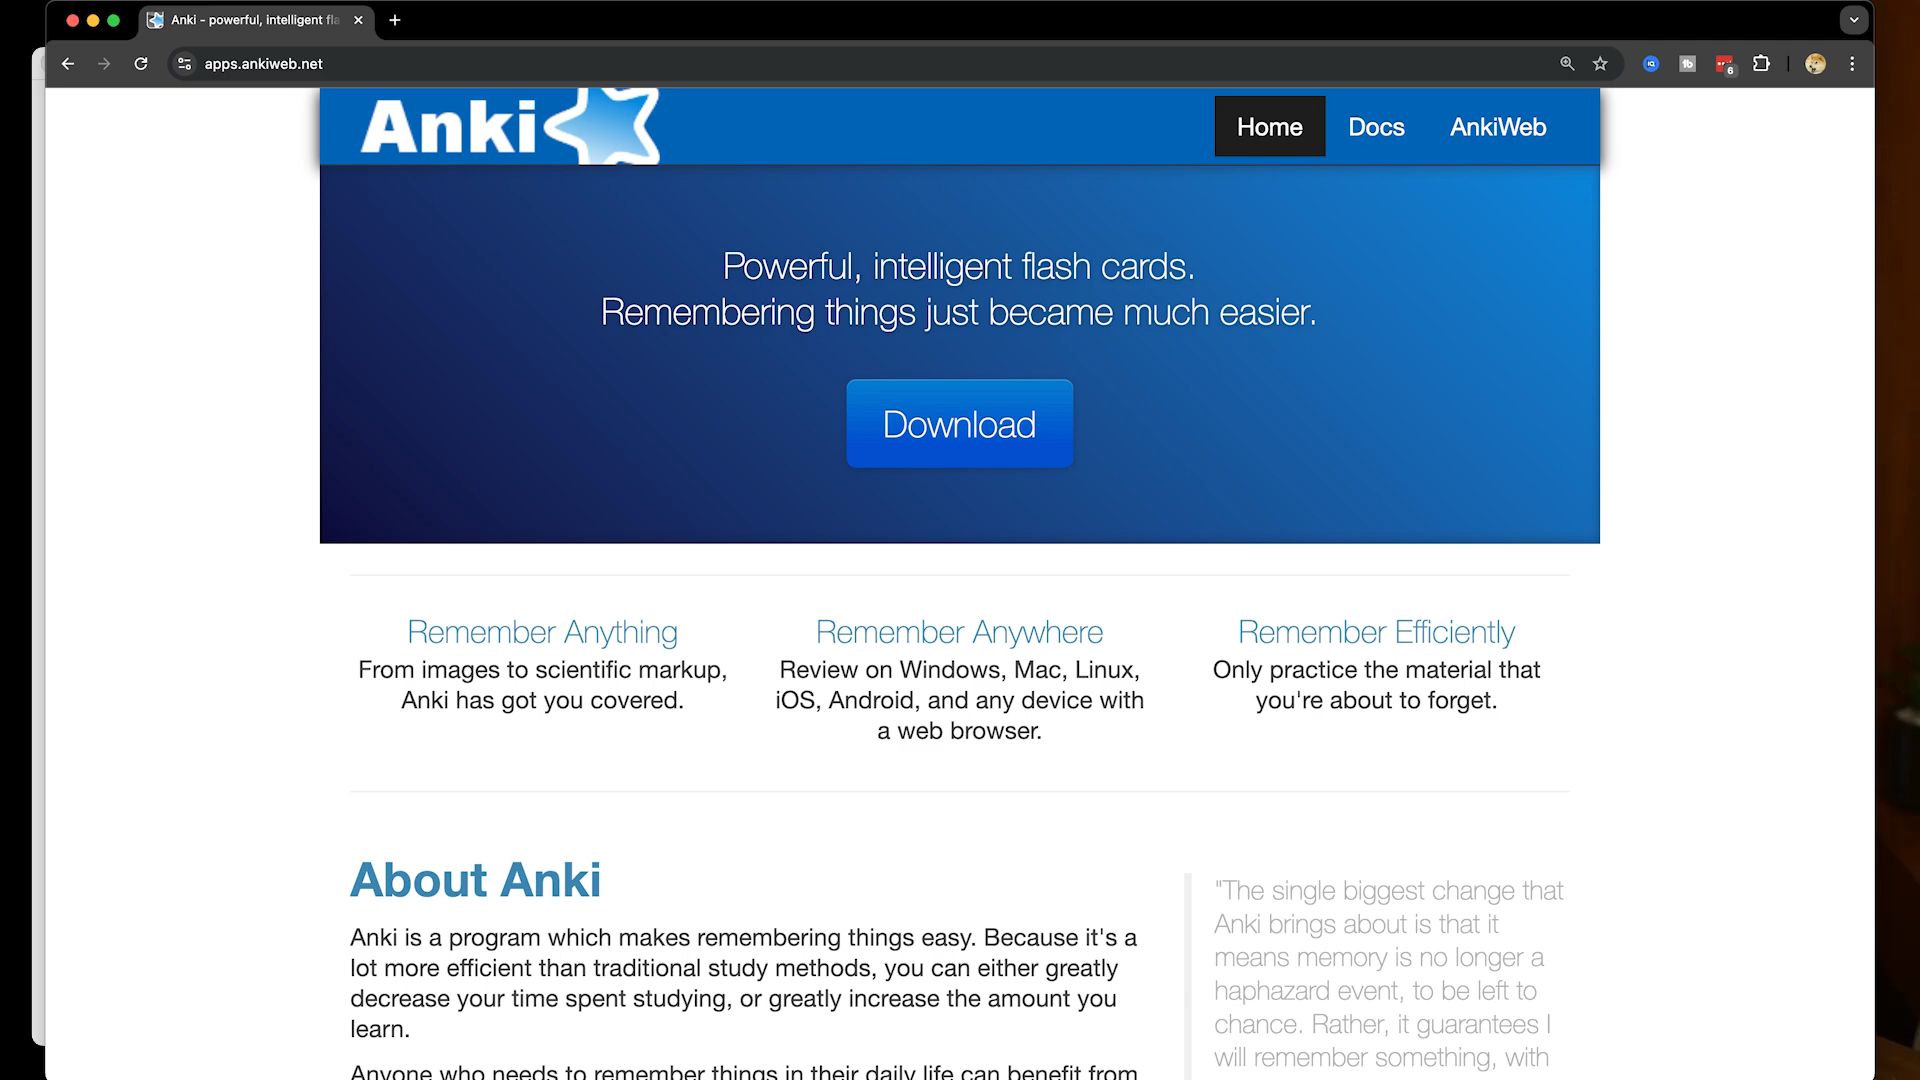 Anki - powerful, intelligent fla
apps.ankiweb.net
6
Anki
Home
Docs
AnkiWeb
Powerful, intelligent flash cards.
Remembering things just became much easier.
Download
Remember Anything
From images to scientific markup,
Anki has got you covered.
Remember Anywhere
Review on Windows, Mac, Linux,
iOS, Android, and any device with
a web browser.
Remember Efficiently
Only practice the material that
you're about to forget.
About Anki
Anki is a program which makes remembering things easy. Because it's a
lot more efficient than traditional study methods, you can either greatly
decrease your time spent studying, or greatly increase the amount you
learn.
Anyone who needs to remember things in their daily life can benefit from
"The single biggest change that
Anki brings about is that it
means memory is no longer a
haphazard event, to be left to
chance. Rather, it guarantees I
will remember something, with